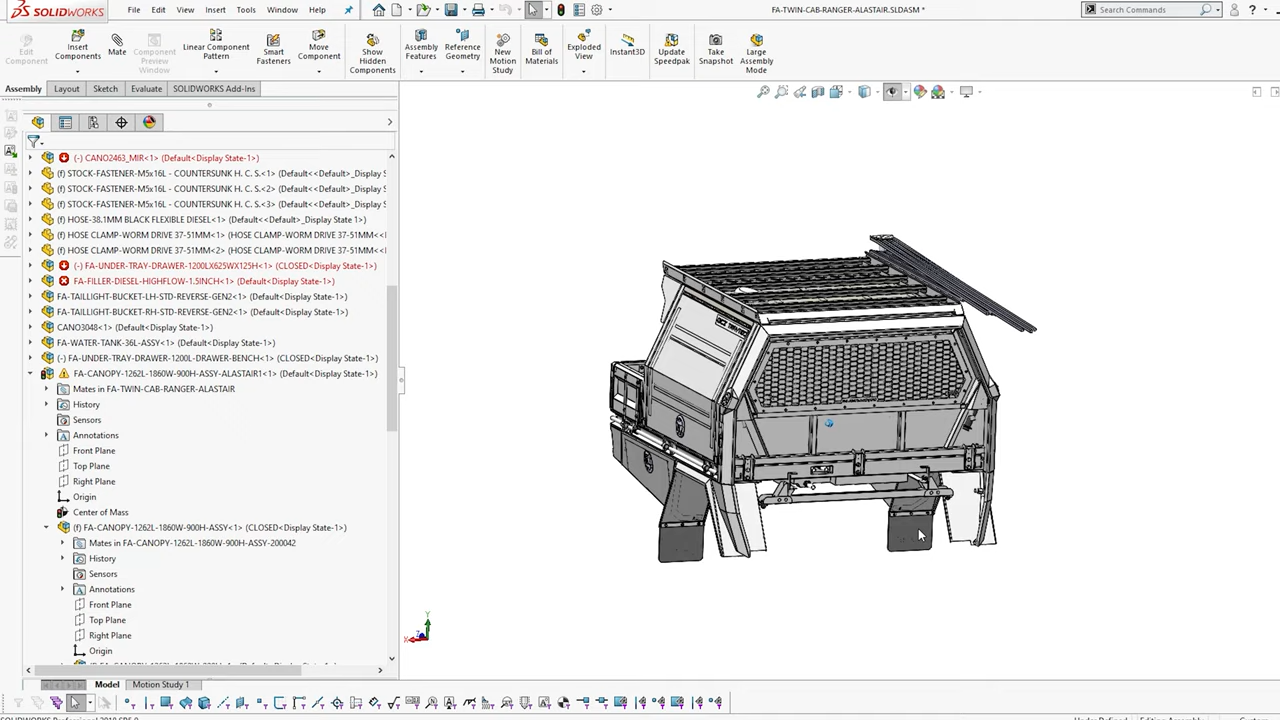 SOLIDWORKS
File Edit View Insert Tools Window Help
FA-TWIN-CAB-RANGER-ALASTAIR.SLDASM *
Search Commands
Edit Component
Insert Components
Mate
Component Preview Window
Linear Component Pattern
Smart Fasteners
Move Component
Show Hidden Components
Assembly Features
Reference Geometry
New Motion Study
Bill of Materials
Exploded View
Instant3D
Update Speedpak
Take Snapshot
Large Assembly Mode
Assembly Layout Sketch Evaluate SOLIDWORKS Add-Ins
(-) CANO2463_MIR<1> (Default<Display State-1>)
(f) STOCK-FASTENER-M5x16L - COUNTERSUNK H. C. S.<1> (Default<<Default>_Display S
(f) STOCK-FASTENER-M5x16L - COUNTERSUNK H. C. S.<2> (Default<<Default>_Display S
(f) STOCK-FASTENER-M5x16L - COUNTERSUNK H. C. S.<3> (Default<<Default>_Display S
(f) HOSE-38.1MM BLACK FLEXIBLE DIESEL<1> (Default<<Default>_Display State 1>)
(f) HOSE CLAMP-WORM DRIVE 37-51MM<1> (HOSE CLAMP-WORM DRIVE 37-51MM<<
(f) HOSE CLAMP-WORM DRIVE 37-51MM<2> (HOSE CLAMP-WORM DRIVE 37-51MM<<
(-) FA-UNDER-TRAY-DRAWER-1200LX625WX125H<1> (CLOSED<Display State-1>)
FA-FILLER-DIESEL-HIGHFLOW-1.5INCH<1> (Default<Display State-1>)
FA-TAILLIGHT-BUCKET-LH-STD-REVERSE-GEN2<1> (Default<Display State-1>)
FA-TAILLIGHT-BUCKET-RH-STD-REVERSE-GEN2<1> (Default<Display State-1>)
CANO3048<1> (Default<Display State-1>)
FA-WATER-TANK-36L-ASSY<1> (Default<Display State-1>)
(-) FA-UNDER-TRAY-DRAWER-1200L-DRAWER-BENCH<1> (CLOSED<Display State-1>)
FA-CANOPY-1262L-1860W-900H-ASSY-ALASTAIR1<1> (Default<Display State-1>)
Mates in FA-TWIN-CAB-RANGER-ALASTAIR
History
Sensors
Annotations
Front Plane
Top Plane
Right Plane
Origin
Center of Mass
(f) FA-CANOPY-1262L-1860W-900H-ASSY<1> (CLOSED<Display State-1>)
Mates in FA-CANOPY-1262L-1860W-900H-ASSY-200042
History
Sensors
Annotations
Front Plane
Top Plane
Right Plane
Origin
Y
X
Z
Model Motion Study 1